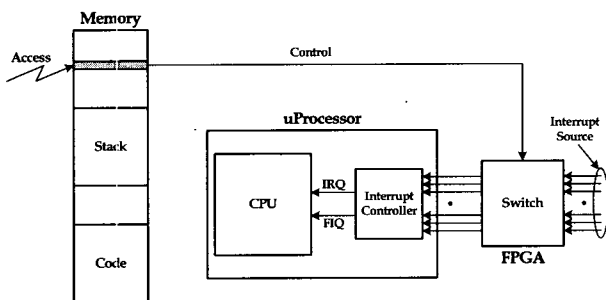 Memory
Access
Control
Interrupt
Source
uProcessor
Stack
CPU
IRQ
FIQ
Interrupt
Controller
Switch
FPGA
Code